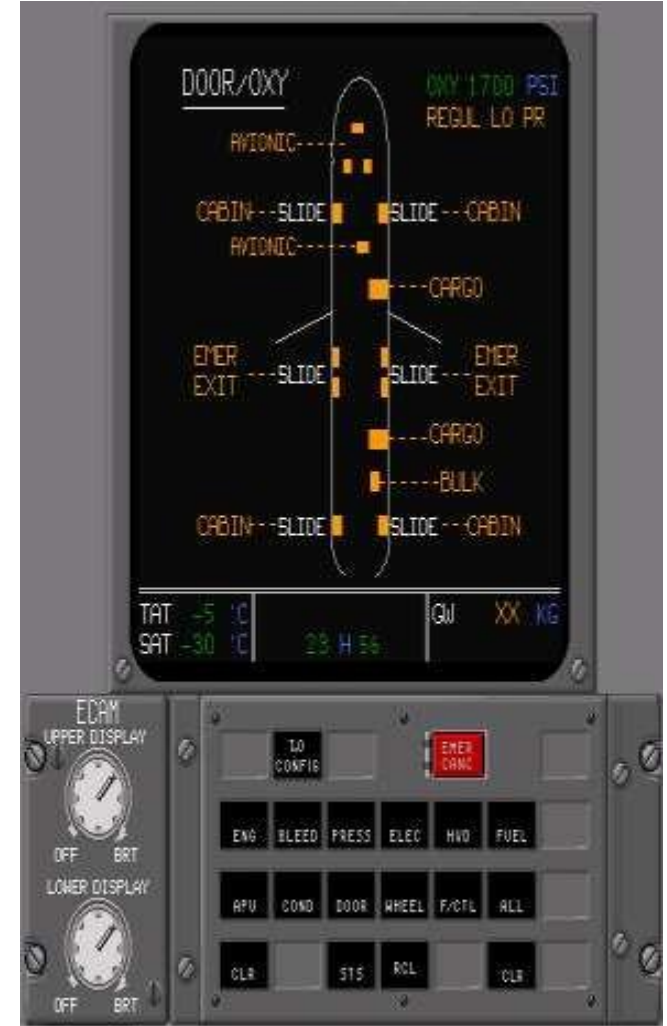 DOOR/OXY OXY 1700 PSI
REGUL LO PR
AVIONIC
CABIN SLIDE SLIDE CABIN
AVIONIC
CARGO
EMER EXIT SLIDE SLIDE EMER EXIT
CARGO
BULK
CABIN SLIDE SLIDE CABIN
TAT -5 °C GW XX KG
SAT -30 °C 23 H 56
ECAM
UPPER DISPLAY
OFF BRT
LOWER DISPLAY
OFF BRT
T.O CONFIG
EMER CANC
ENG BLEED PRESS ELEC HYD FUEL
APU COND DOOR WHEEL F/CTL ALL
CLR STS RCL CLR